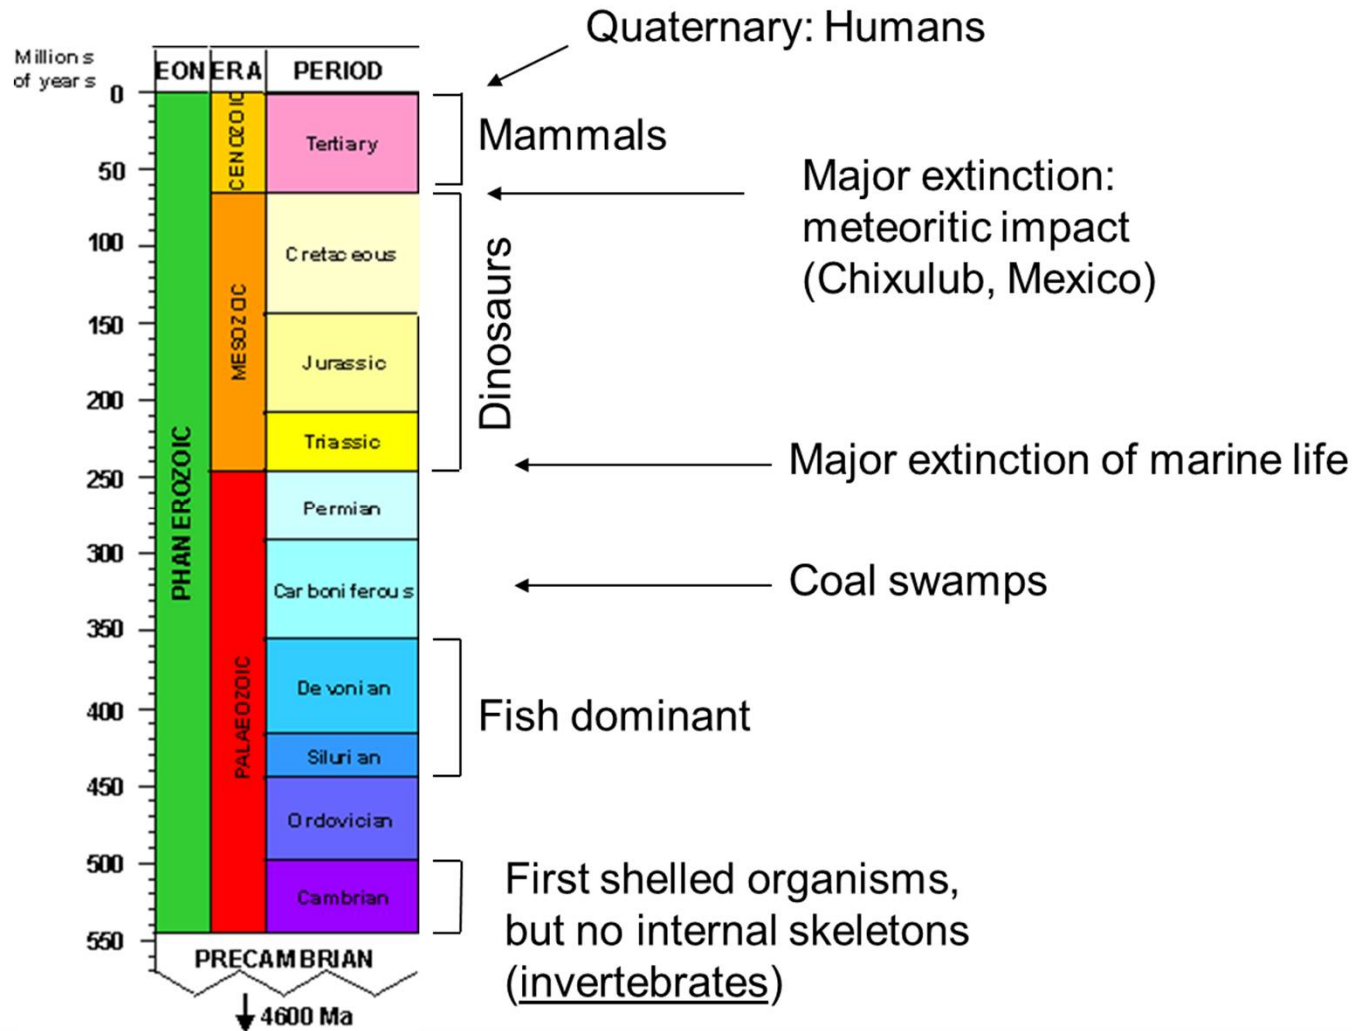 Quaternary: Humans
Millions
of years
EON ERA PERIOD
0
50
100
150
200
250
300
350
400
450
500
550
PHANEROZOIC
CENOZOIC
MESOZOIC
PALAEOZOIC
Tertiary
Cretaceous
Jurassic
Triassic
Permian
Carboniferous
Devonian
Silurian
Ordovician
Cambrian
PRECAMBRIAN
4600 Ma
Mammals
Major extinction:
meteoritic impact
(Chixulub, Mexico)
Dinosaurs
Major extinction of marine life
Coal swamps
Fish dominant
First shelled organisms,
but no internal skeletons
(invertebrates)